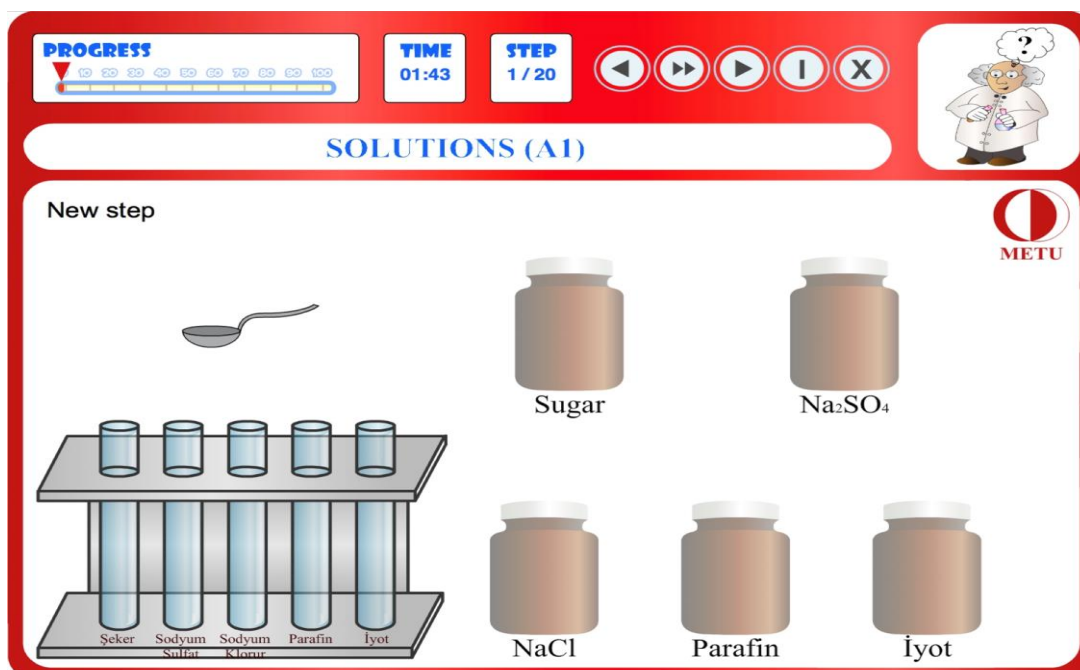 PROGRESS
10 20 30 40 50 60 70 80 90 100
TIME
01:43
STEP
1 / 20
X
?
SOLUTIONS (A1)
New step
METU
Sugar
Na₂SO₄
Şeker
Sodyum
Sulfat
Sodyum
Klorur
Parafin
İyot
NaCl
Parafin
İyot